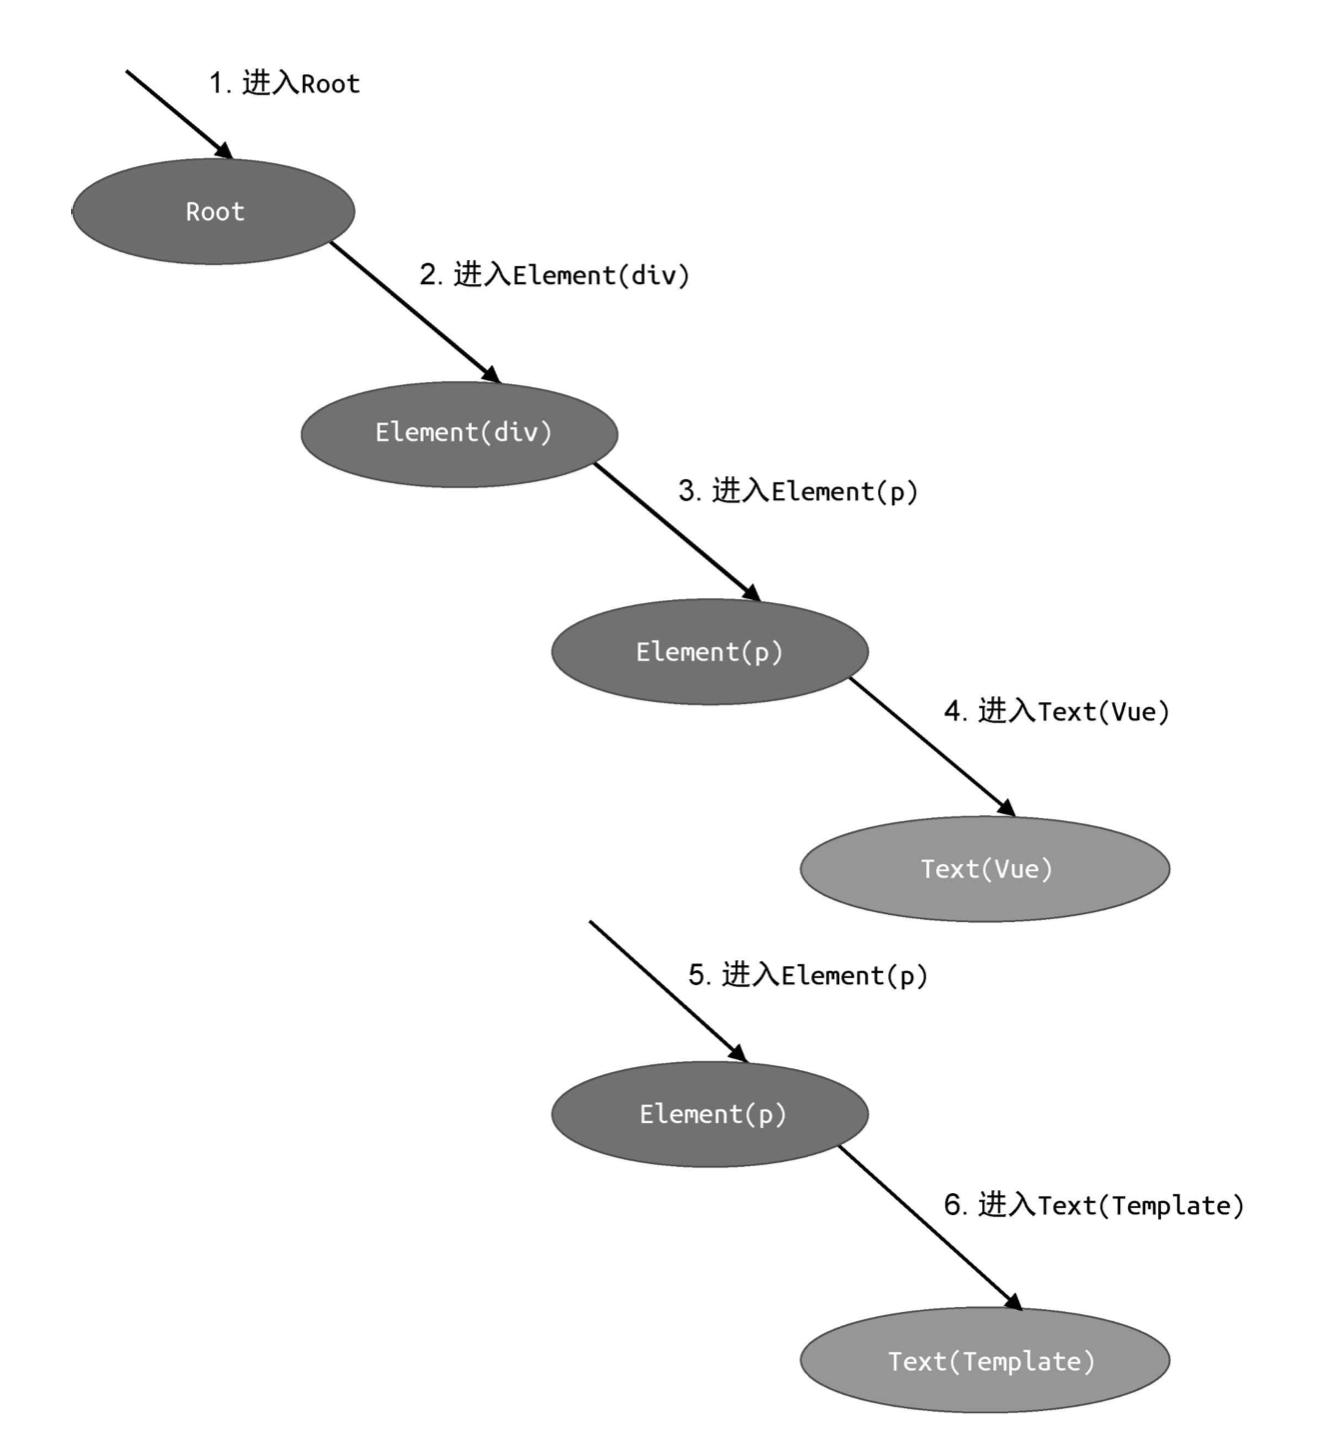 1. 进入Root
Root
2. 进入Element(div)
Element(div)
3. 进入Element(p)
Element(p)
4. 进入Text(Vue)
Text(Vue)
5. 进入Element(p)
Element(p)
6. 进入Text(Template)
Text(Template)